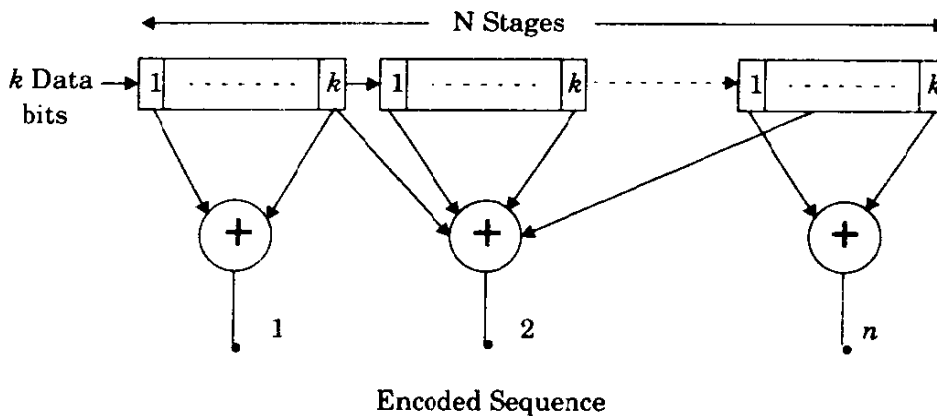 N Stages
k Data bits
1 - - - - - - - k
1 - - - - - - - k
1 - - - - - - - k
+ + +
1 2 n
Encoded Sequence